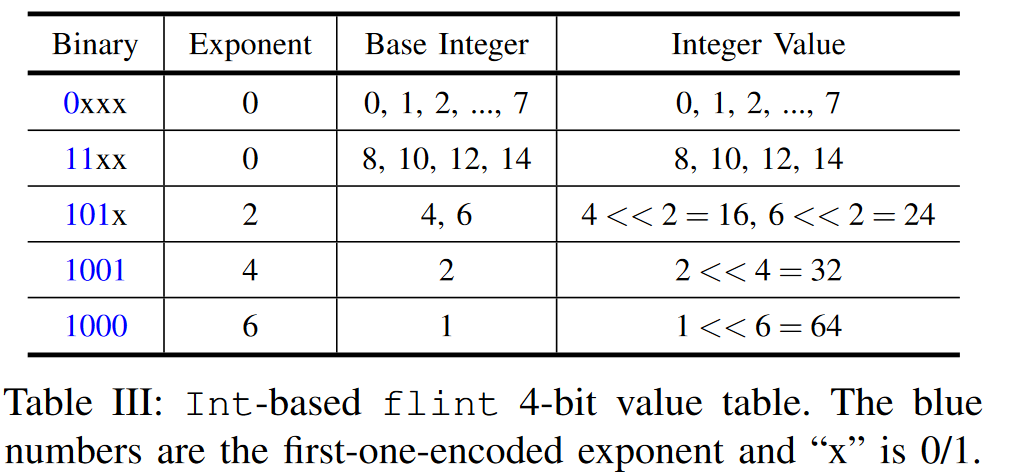 Binary Exponent Base Integer Integer Value
0xxx 0 0, 1, 2, ..., 7 0, 1, 2, ..., 7
11xx 0 8, 10, 12, 14 8, 10, 12, 14
101x 2 4, 6 4 << 2 = 16, 6 << 2 = 24
1001 4 2 2 << 4 = 32
1000 6 1 1 << 6 = 64
Table III: Int-based flint 4-bit value table. The blue
numbers are the first-one-encoded exponent and “x” is 0/1.